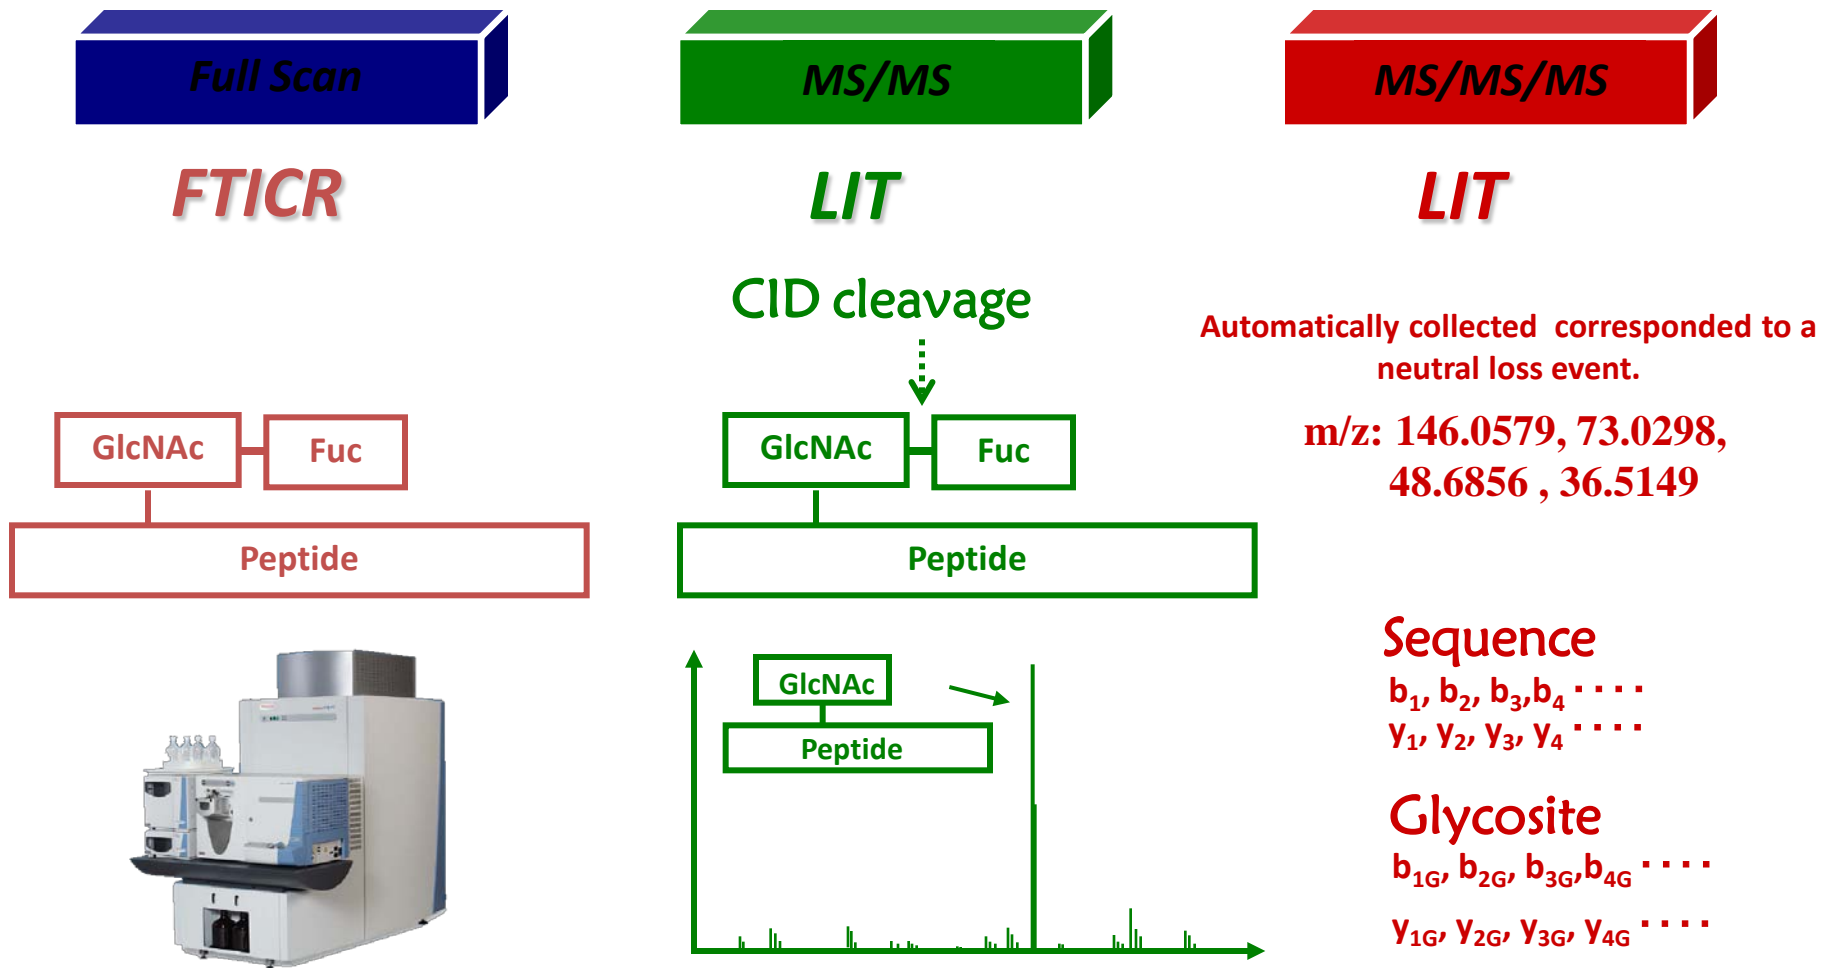 Full Scan
MS/MS
MS/MS/MS
FTICR
LIT
LIT
CID cleavage
Automatically collected corresponded to a
neutral loss event.
m/z: 146.0579, 73.0298,
48.6856 , 36.5149
GlcNAc
Fuc
Peptide
GlcNAc
Fuc
Peptide
GlcNAc
Peptide
Sequence
b1, b2, b3,b4 ····
y1, y2, y3, y4 ····
Glycosite
b1G, b2G, b3G,b4G ····
y1G, y2G, y3G, y4G ····